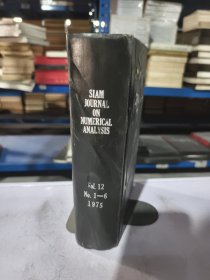 SIAM
JOURNAL
ON
NUMERICAL
ANALYSIS
Vol. 12
No. 1—6
1975